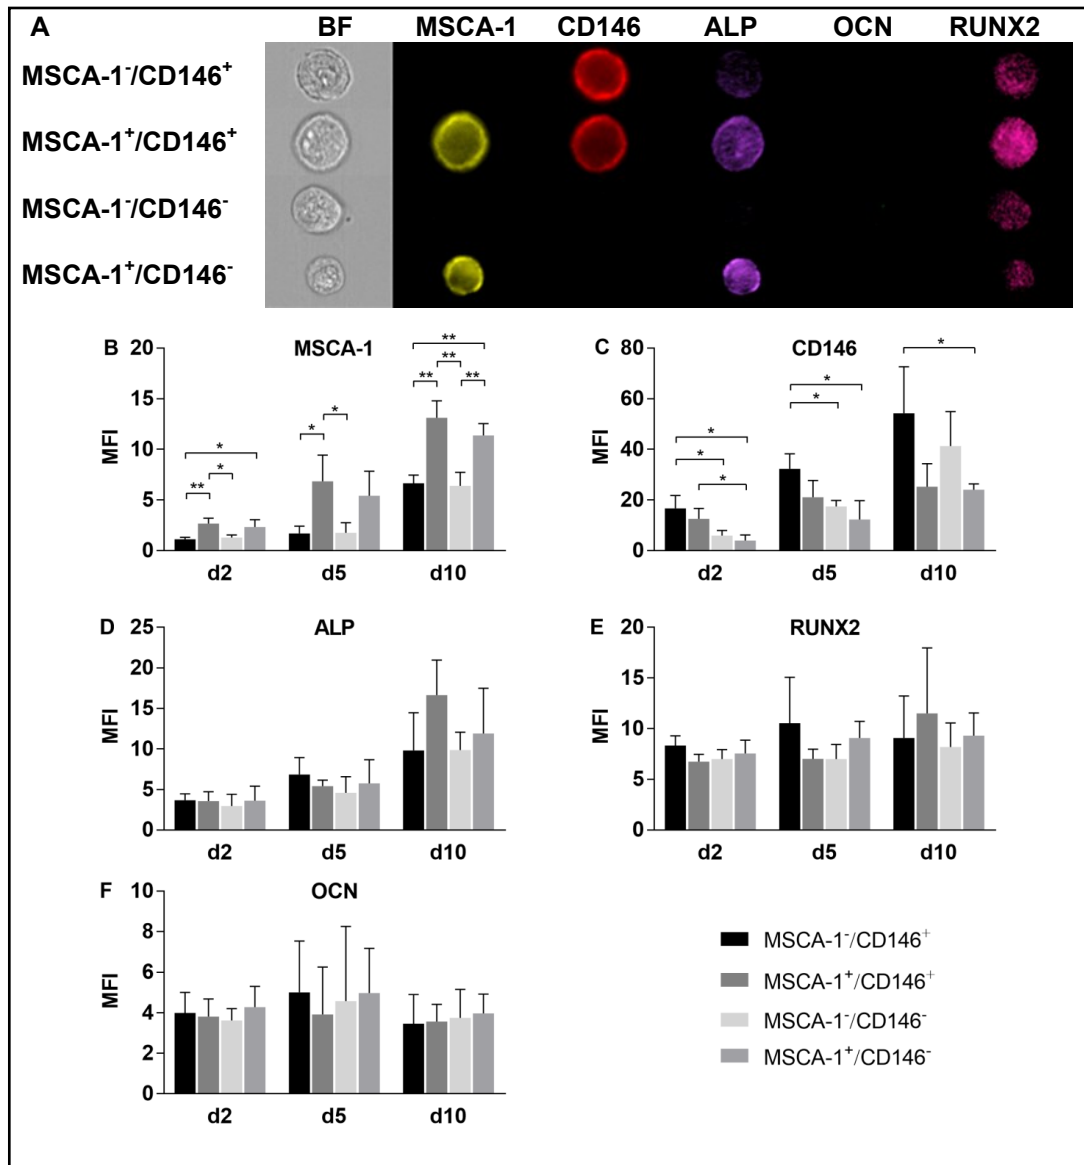 A BF MSCA-1 CD146 ALP OCN RUNX2
MSCA-1⁻/CD146⁺
MSCA-1⁺/CD146⁺
MSCA-1⁻/CD146⁻
MSCA-1⁺/CD146⁻
B MSCA-1
MFI
20
15
10
5
0
** * * * * ** ** ** **
d2 d5 d10
C CD146
MFI
80
60
40
20
0
* * * * * *
d2 d5 d10
D ALP
MFI
25
20
15
10
5
0
d2 d5 d10
E RUNX2
MFI
20
15
10
5
0
d2 d5 d10
F OCN
MFI
10
8
6
4
2
0
d2 d5 d10
MSCA-1⁻/CD146⁺
MSCA-1⁺/CD146⁺
MSCA-1⁻/CD146⁻
MSCA-1⁺/CD146⁻